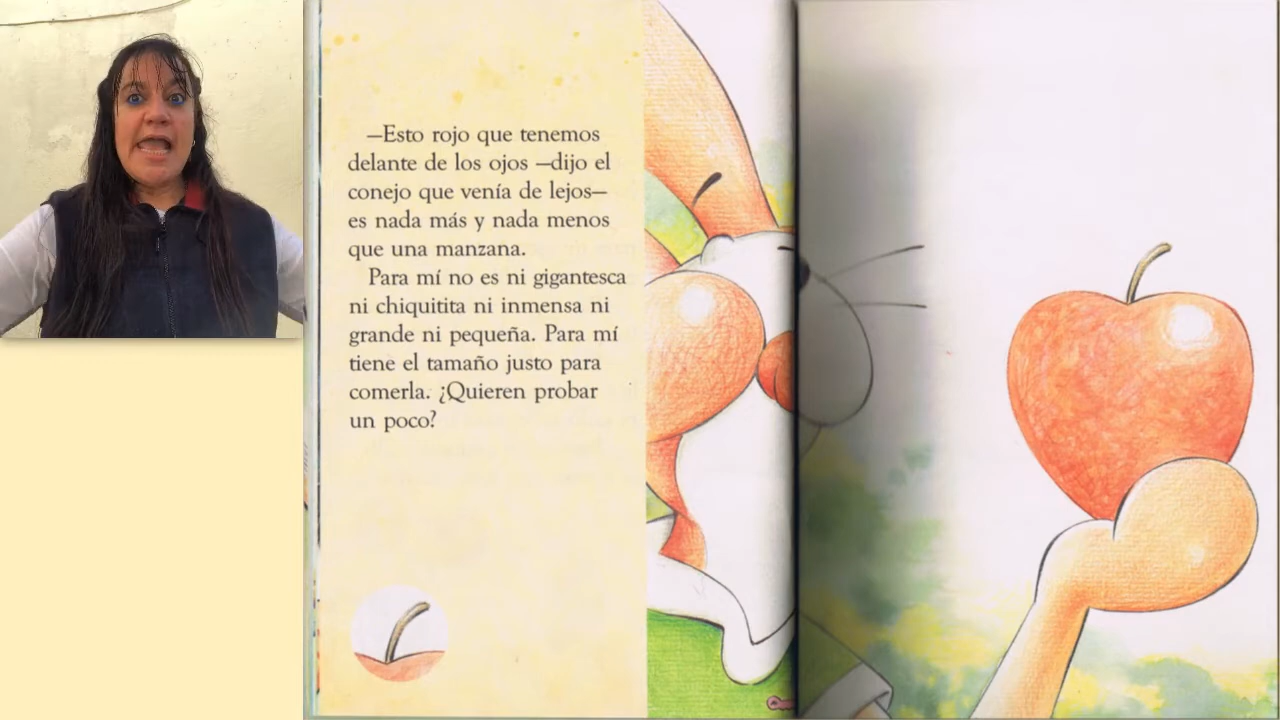 —Esto rojo que tenemos
delante de los ojos —dijo el
conejo que venía de lejos—
es nada más y nada menos
que una manzana.
Para mí no es ni gigantesca
ni chiquitita ni inmensa ni
grande ni pequeña. Para mí
tiene el tamaño justo para
comerla. ¿Quieren probar
un poco?